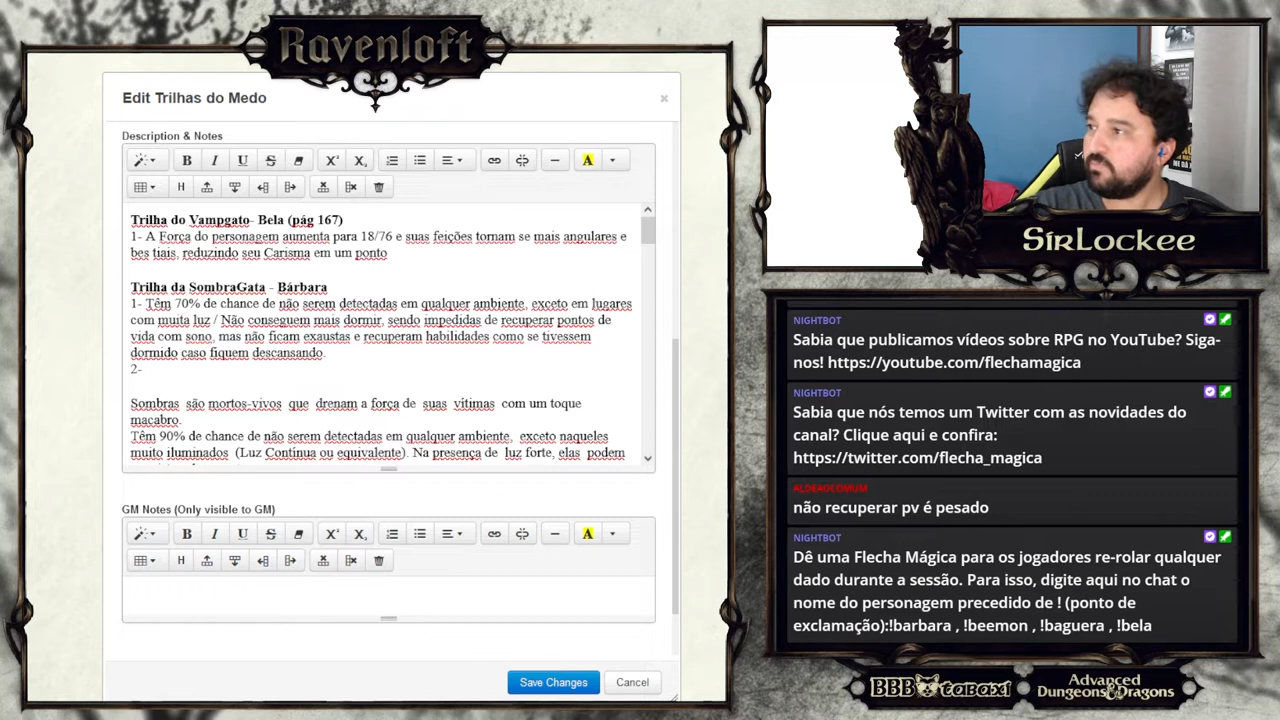 Ravenloft
Edit Trilhas do Medo
×
Description & Notes
B I U S X² X₂ A
H
Trilha do Vampgato- Bela (pág 167)
1- A Força do personagem aumenta para 18/76 e suas feições tornam se mais angulares e
bes tiais, reduzindo seu Carisma em um ponto
Trilha da SombraGata - Bárbara
1- Têm 70% de chance de não serem detectadas em qualquer ambiente, exceto em lugares
com muita luz / Não conseguem mais dormir, sendo impedidas de recuperar pontos de
vida com sono, mas não ficam exaustas e recuperam habilidades como se tivessem
dormido caso fiquem descansando.
2-
Sombras são mortos-vivos que drenam a força de suas vítimas com um toque
macabro.
Têm 90% de chance de não serem detectadas em qualquer ambiente, exceto naqueles
muito iluminados (Luz Contínua ou equivalente). Na presença de luz forte, elas podem
GM Notes (Only visible to GM)
B I U S X² X₂ A
H
Save Changes
Cancel
SírLockee
NIGHTBOT
Sabia que publicamos vídeos sobre RPG no YouTube? Siga-
nos! https://youtube.com/flechamagica
NIGHTBOT
Sabia que nós temos um Twitter com as novidades do
canal? Clique aqui e confira:
https://twitter.com/flecha_magica
ALDEAOCOMUM
não recuperar pv é pesado
NIGHTBOT
Dê uma Flecha Mágica para os jogadores re-rolar qualquer
dado durante a sessão. Para isso, digite aqui no chat o
nome do personagem precedido de ! (ponto de
exclamação):!barbara , !beemon , !baguera , !bela
BBB tabaxi
Advanced
Dungeons & Dragons